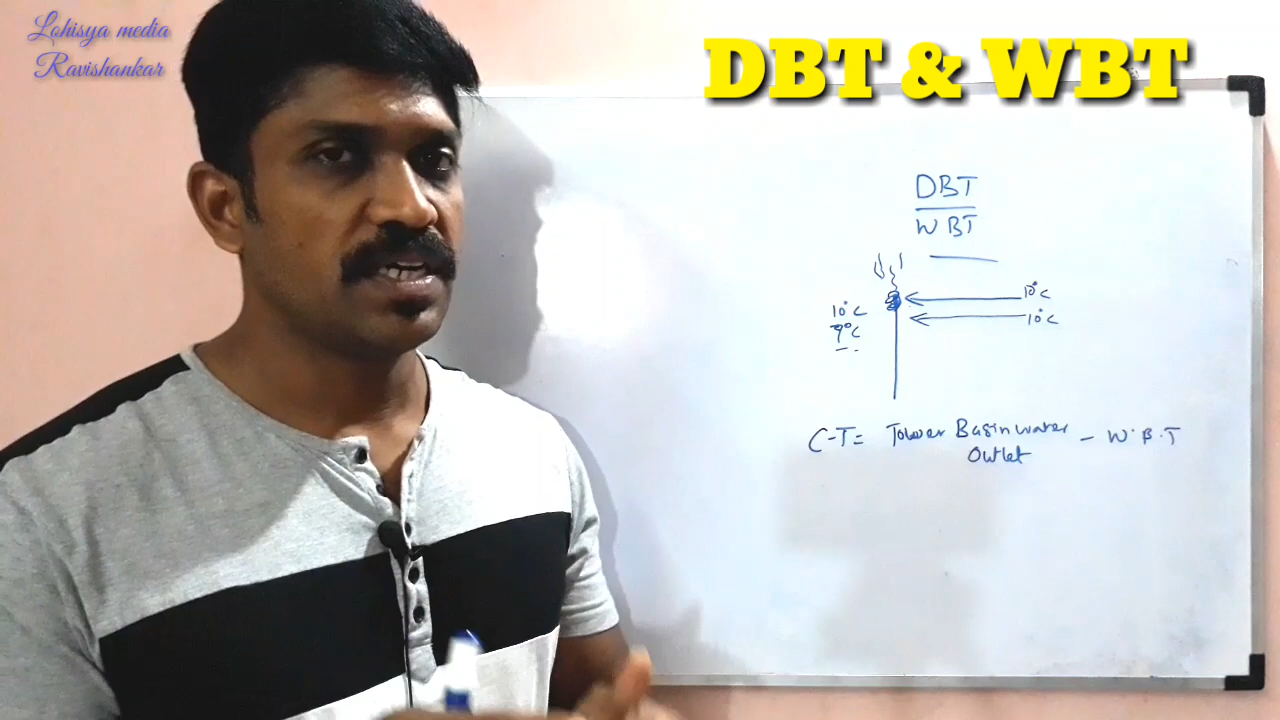 Lohisya media
Ravishankar
DBT & WBT
DBT
WBT
10°C
10°C
10°C
9°C
C-T= Tower Basin water Outlet - W.B.T